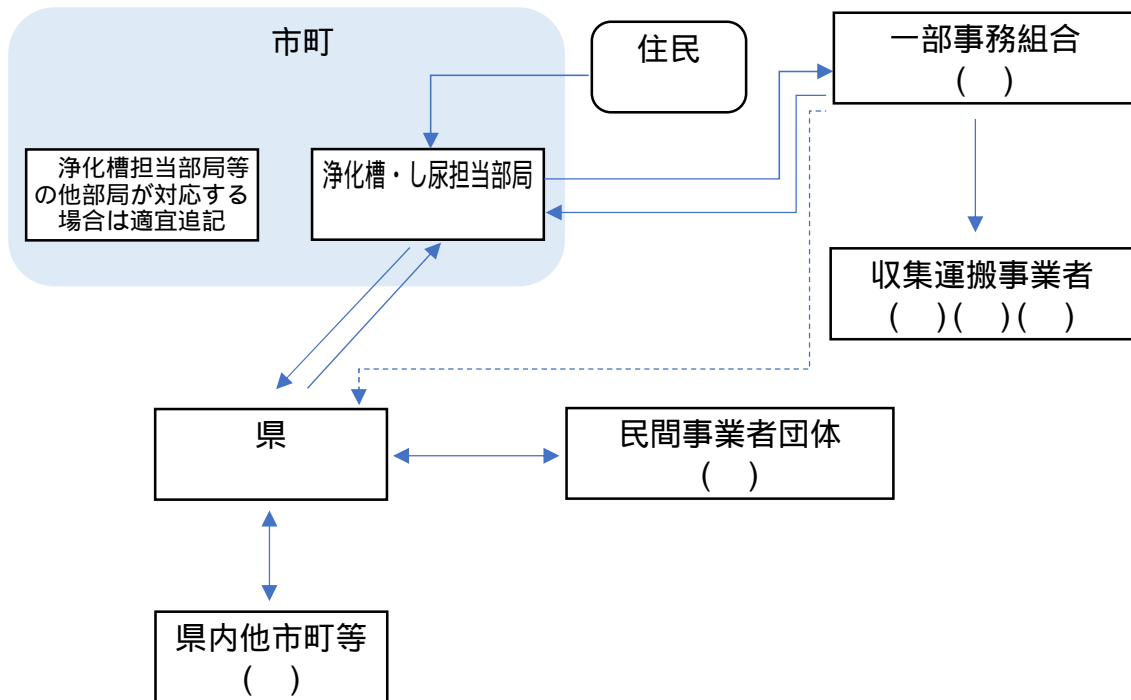 市町
住民
一部事務組合
(　)
浄化槽担当部局等
の他部局が対応する
場合は適宜追記
浄化槽・し尿担当部局
収集運搬事業者
(　)(　)(　)
県
民間事業者団体
(　)
県内他市町等
(　)